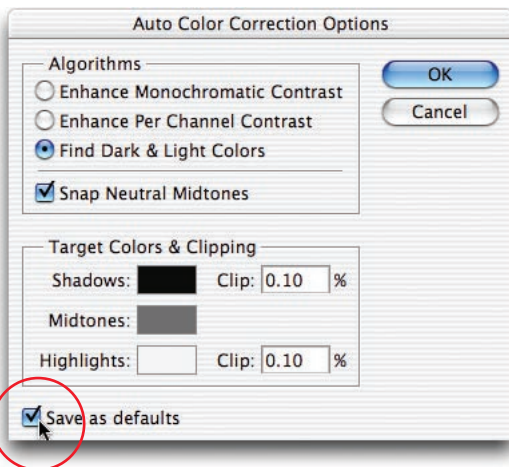 Auto Color Correction Options
Algorithms
Enhance Monochromatic Contrast
Enhance Per Channel Contrast
Find Dark & Light Colors
Snap Neutral Midtones
OK
Cancel
Target Colors & Clipping
Shadows: Clip: 0.10 %
Midtones:
Highlights: Clip: 0.10 %
Save as defaults